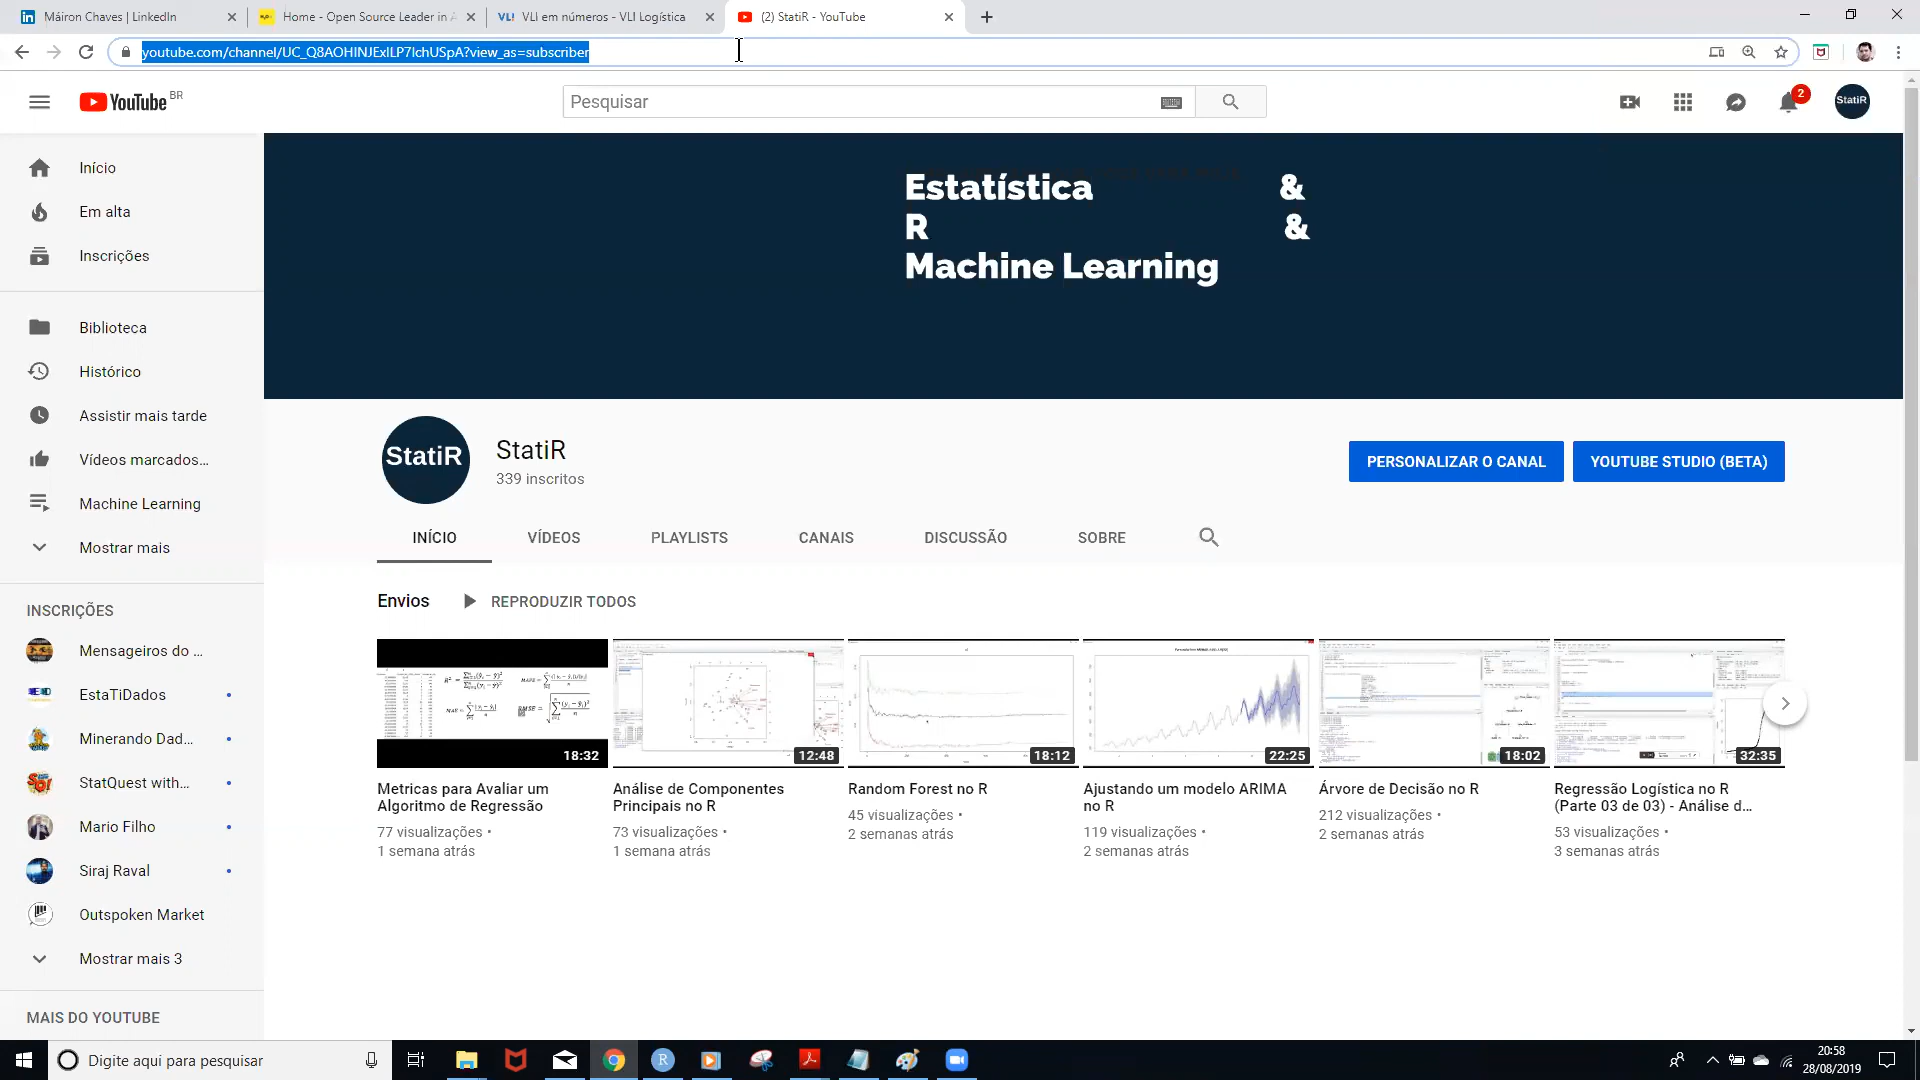 Máiron Chaves | LinkedIn
Home - Open Source Leader in A
VLI em números - VLI Logística
(2) StatiR - YouTube
youtube.com/channel/UC_Q8AOHINJExlLP7lchUSpA?view_as=subscriber
YouTube BR
Pesquisar
2
StatiR
Início
Em alta
Inscrições
Biblioteca
Histórico
Assistir mais tarde
Vídeos marcados...
Machine Learning
Mostrar mais
INSCRIÇÕES
Mensageiros do ...
EstaTiDados
Minerando Dad...
StatQuest with...
Mario Filho
Siraj Raval
Outspoken Market
Mostrar mais 3
MAIS DO YOUTUBE
Estatística &
R &
Machine Learning
StatiR
StatiR
339 inscritos
PERSONALIZAR O CANAL
YOUTUBE STUDIO (BETA)
INÍCIO
VÍDEOS
PLAYLISTS
CANAIS
DISCUSSÃO
SOBRE
Envios
REPRODUZIR TODOS
18:32
12:48
18:12
22:25
18:02
32:35
Metricas para Avaliar um
Algoritmo de Regressão
77 visualizações •
1 semana atrás
Análise de Componentes
Principais no R
73 visualizações •
1 semana atrás
Random Forest no R
45 visualizações •
2 semanas atrás
Ajustando um modelo ARIMA
no R
119 visualizações •
2 semanas atrás
Árvore de Decisão no R
212 visualizações •
2 semanas atrás
Regressão Logística no R
(Parte 03 de 03) - Análise d...
53 visualizações •
3 semanas atrás
Digite aqui para pesquisar
20:58
28/08/2019